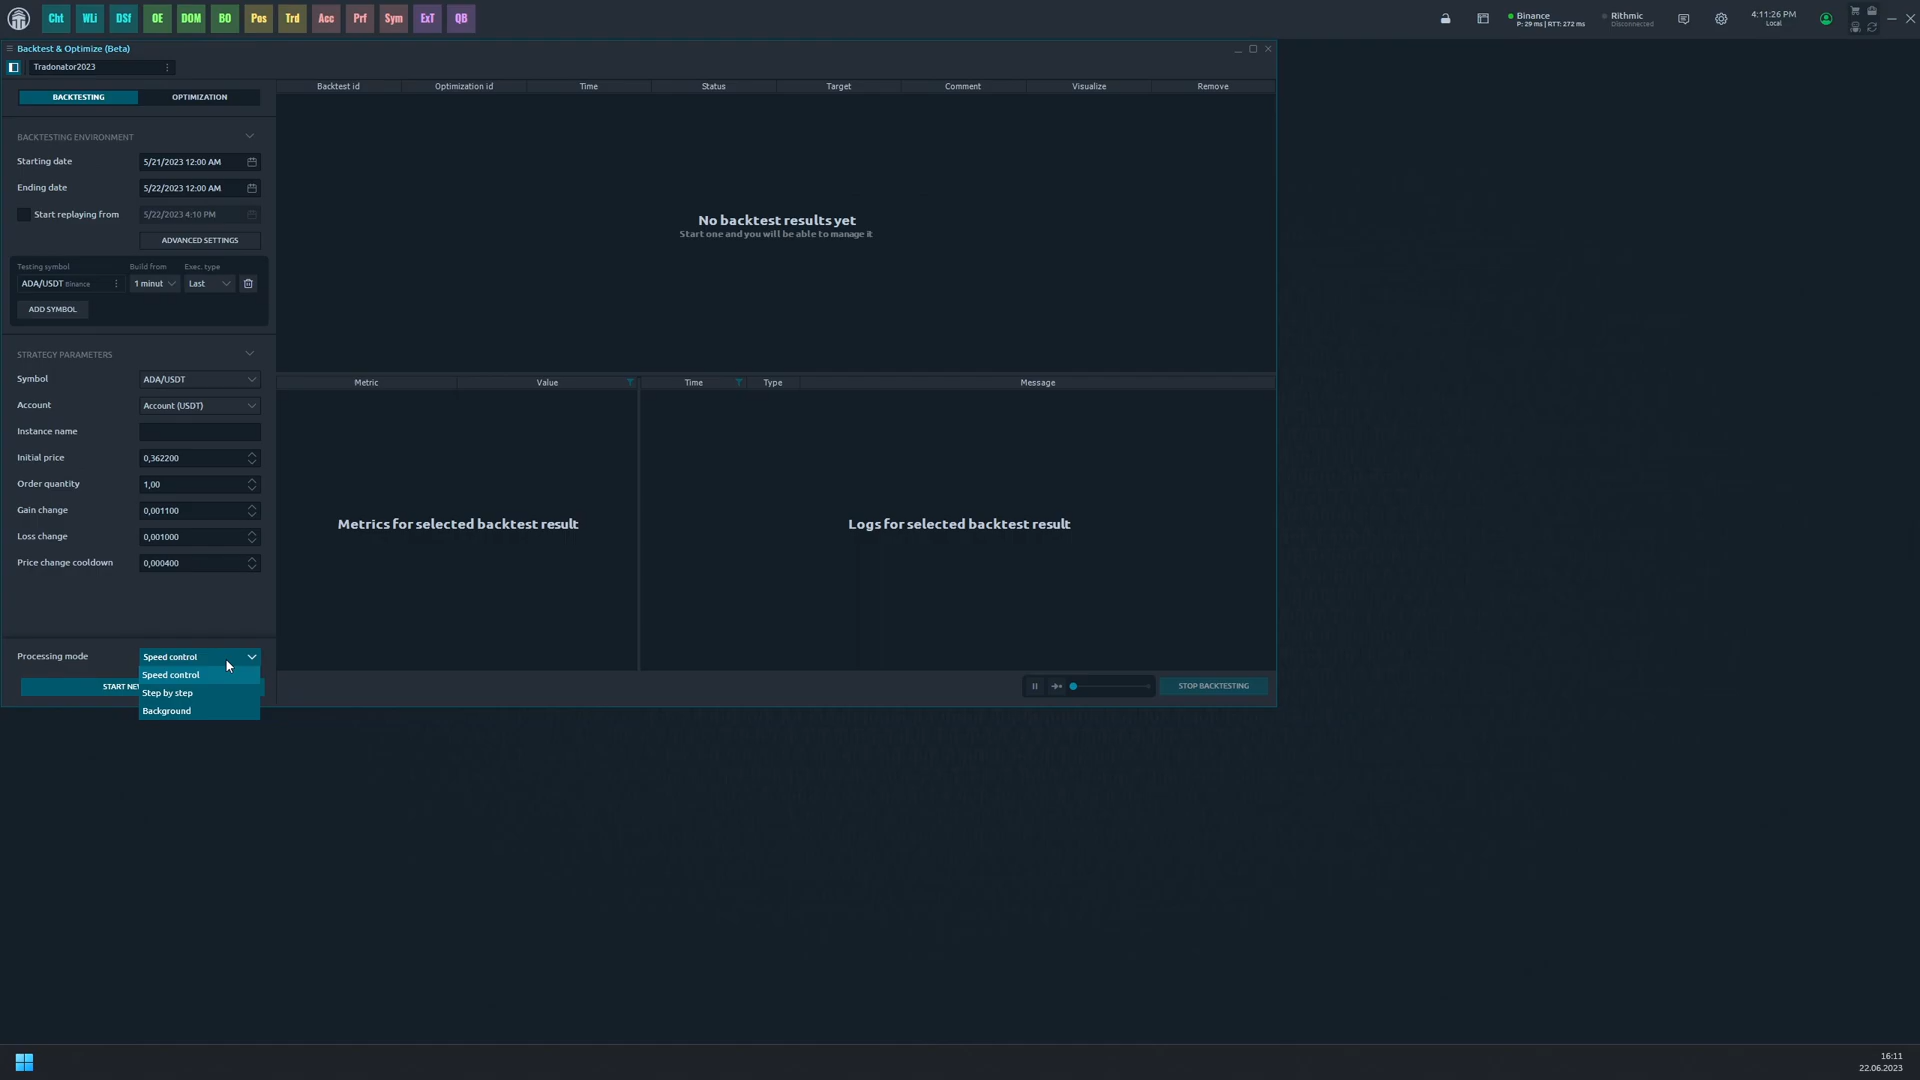 Cht WLi DSf OE DOM BO Pos Trd Acc Prf Sym ExT QB
Binance
P: 29 ms | RTT: 272 ms
Rithmic
Disconnected
4:11:26 PM
Local
Backtest & Optimize (Beta)
Tradonator2023
BACKTESTING OPTIMIZATION
BACKTESTING ENVIRONMENT
Starting date 5/21/2023 12:00 AM
Ending date 5/22/2023 12:00 AM
Start replaying from 5/22/2023 4:10 PM
ADVANCED SETTINGS
Testing symbol Build from Exec. type
ADA/USDT Binance 1 minut Last
ADD SYMBOL
STRATEGY PARAMETERS
Symbol ADA/USDT
Account Account (USDT)
Instance name
Initial price 0,362200
Order quantity 1,00
Gain change 0,001100
Loss change 0,001000
Price change cooldown 0,000400
Processing mode Speed control
Speed control
START NE
Step by step
Background
Backtest id Optimization id Time Status Target Comment Visualize Remove
No backtest results yet
Start one and you will be able to manage it
Metric Value
Metrics for selected backtest result
Time Type Message
Logs for selected backtest result
STOP BACKTESTING
16:11
22.06.2023